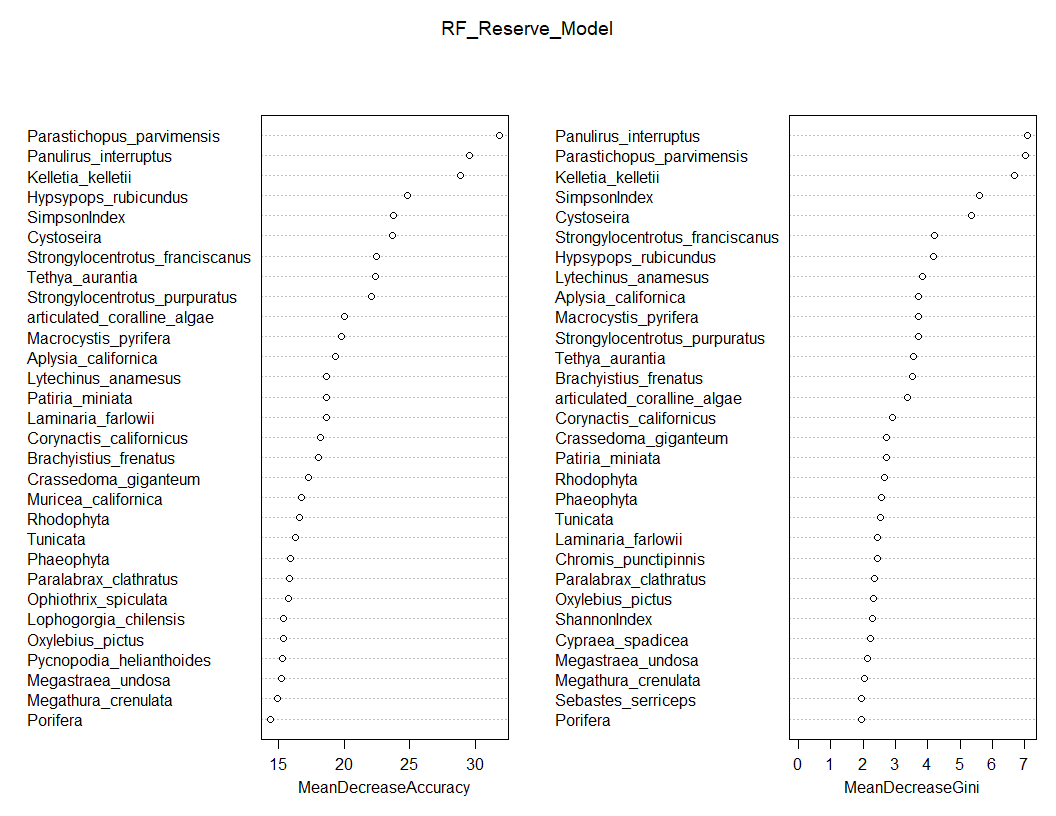 RF_Reserve_Model
Parastichopus_parvimensis
Panulirus_interruptus
Kelletia_kelletii
Hypsypops_rubicundus
SimpsonIndex
Cystoseira
Strongylocentrotus_franciscanus
Tethya_aurantia
Strongylocentrotus_purpuratus
articulated_coralline_algae
Macrocystis_pyrifera
Aplysia_californica
Lytechinus_anamesus
Patiria_miniata
Laminaria_farlowii
Corynactis_californicus
Brachyistius_frenatus
Crassedoma_giganteum
Muricea_californica
Rhodophyta
Tunicata
Phaeophyta
Paralabrax_clathratus
Ophiothrix_spiculata
Lophogorgia_chilensis
Oxylebius_pictus
Pycnopodia_helianthoides
Megastraea_undosa
Megathura_crenulata
Porifera
15 20 25 30
MeanDecreaseAccuracy
Panulirus_interruptus
Parastichopus_parvimensis
Kelletia_kelletii
SimpsonIndex
Cystoseira
Strongylocentrotus_franciscanus
Hypsypops_rubicundus
Lytechinus_anamesus
Aplysia_californica
Macrocystis_pyrifera
Strongylocentrotus_purpuratus
Tethya_aurantia
Brachyistius_frenatus
articulated_coralline_algae
Corynactis_californicus
Crassedoma_giganteum
Patiria_miniata
Rhodophyta
Phaeophyta
Tunicata
Laminaria_farlowii
Chromis_punctipinnis
Paralabrax_clathratus
Oxylebius_pictus
ShannonIndex
Cypraea_spadicea
Megastraea_undosa
Megathura_crenulata
Sebastes_serriceps
Porifera
0 1 2 3 4 5 6 7
MeanDecreaseGini